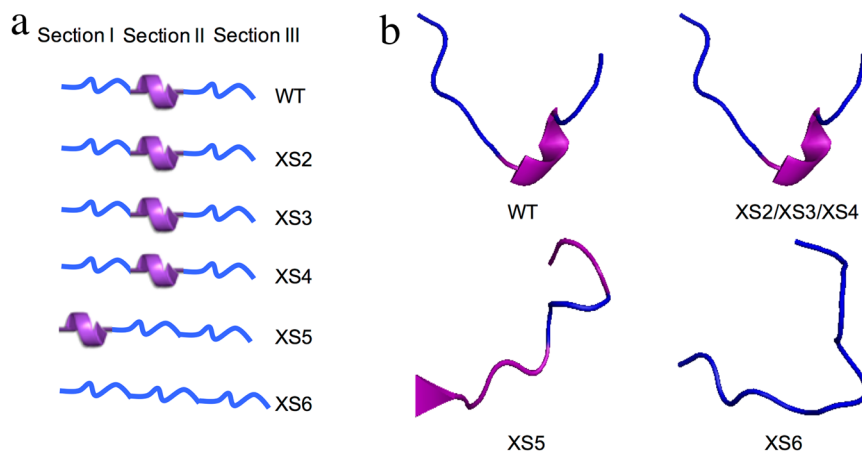 a
Section I Section II Section III
WT
XS2
XS3
XS4
XS5
XS6
b
WT
XS2/XS3/XS4
XS5
XS6